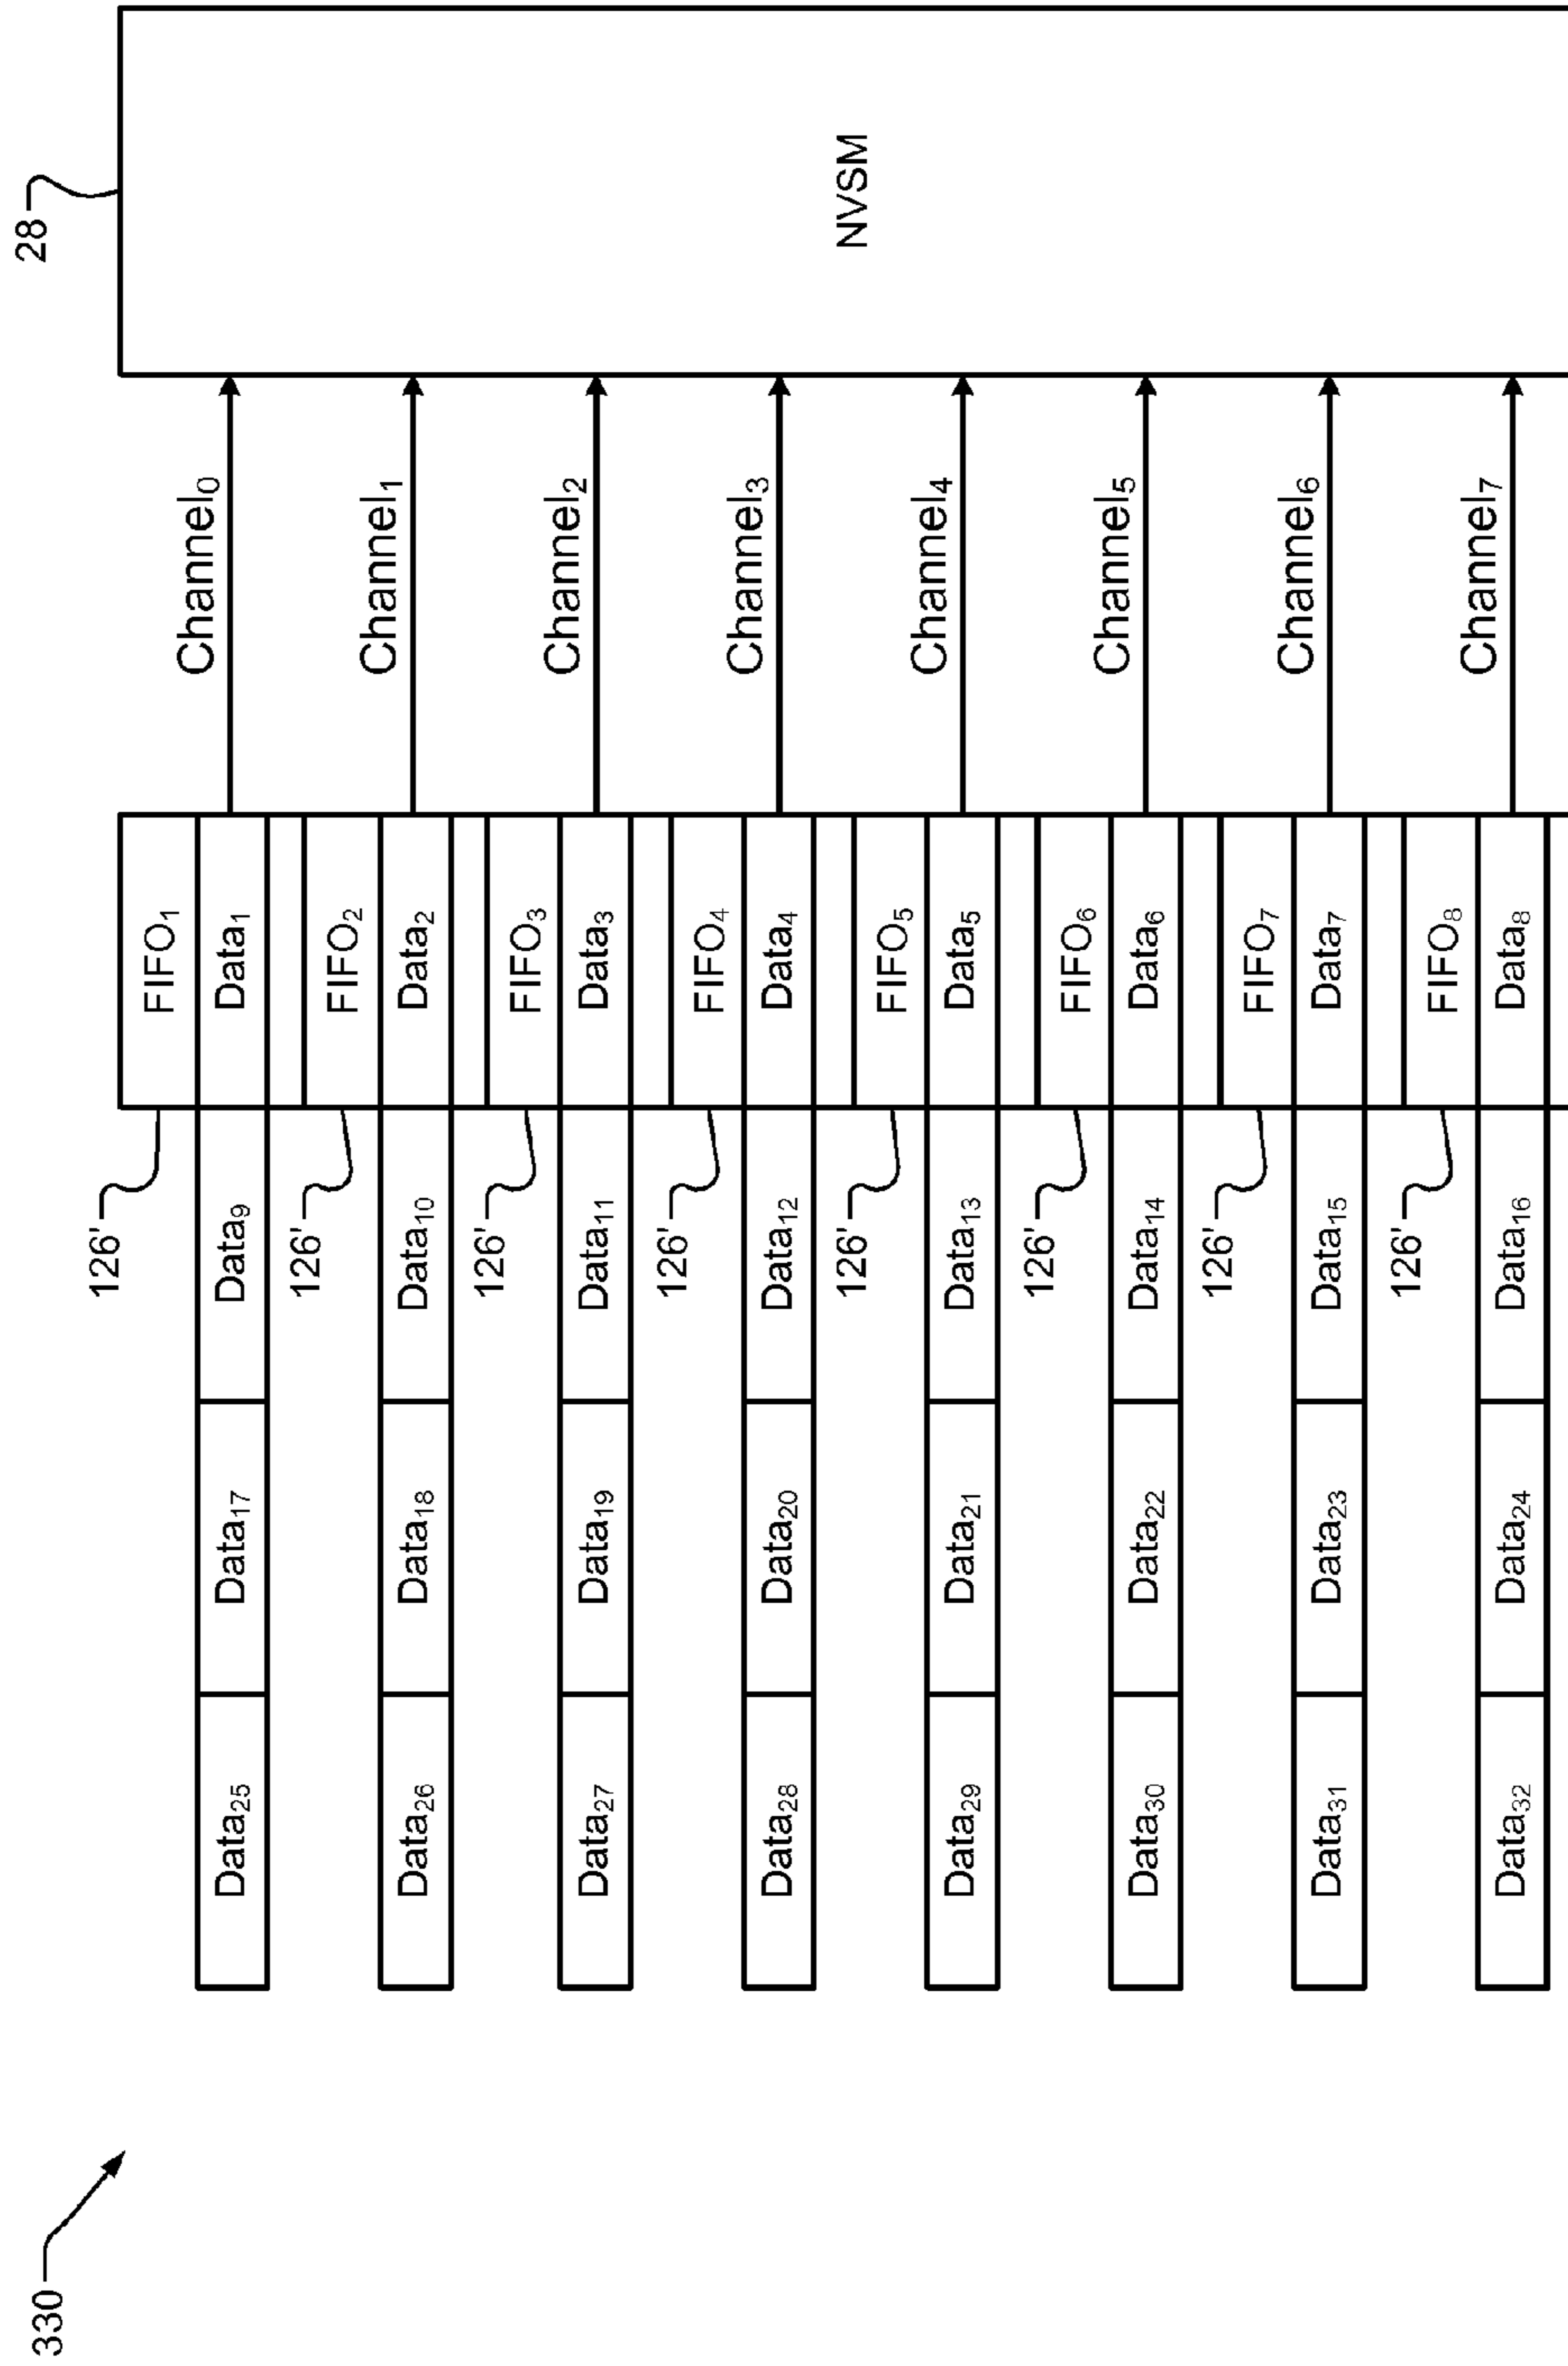 330
28
NVSM
Channel₀
Channel₁
Channel₂
Channel₃
Channel₄
Channel₅
Channel₆
Channel₇
126'
FIFO₁
Data₂₅ Data₁₇ Data₉ Data₁
126'
FIFO₂
Data₂₆ Data₁₈ Data₁₀ Data₂
126'
FIFO₃
Data₂₇ Data₁₉ Data₁₁ Data₃
126'
FIFO₄
Data₂₈ Data₂₀ Data₁₂ Data₄
126'
FIFO₅
Data₂₉ Data₂₁ Data₁₃ Data₅
126'
FIFO₆
Data₃₀ Data₂₂ Data₁₄ Data₆
126'
FIFO₇
Data₃₁ Data₂₃ Data₁₅ Data₇
126'
FIFO₈
Data₃₂ Data₂₄ Data₁₆ Data₈